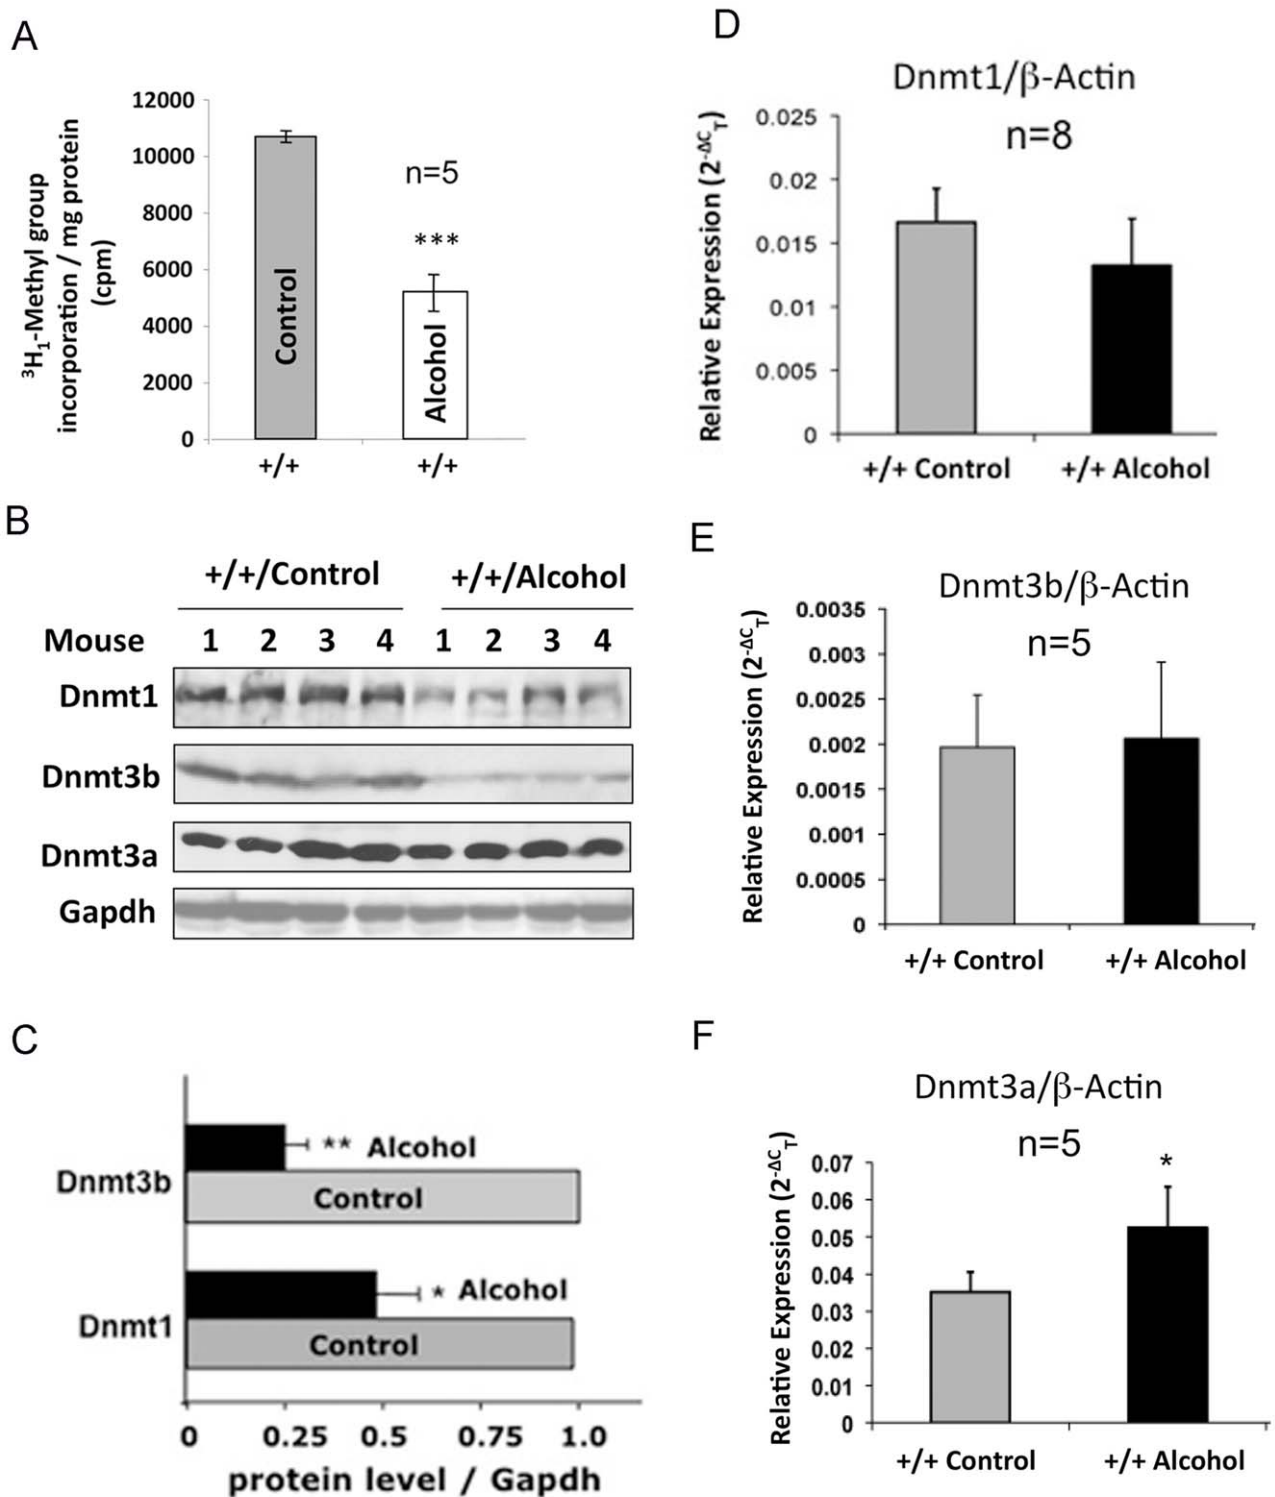 A
12000
10000
8000
6000
4000
2000
0
³H₁-Methyl group
incorporation / mg protein
(cpm)
n=5
***
Control
Alcohol
+/+
+/+
B
+/+/Control
+/+/Alcohol
Mouse 1 2 3 4 1 2 3 4
Dnmt1
Dnmt3b
Dnmt3a
Gapdh
C
Dnmt3b
** Alcohol
Control
Dnmt1
* Alcohol
Control
0 0.25 0.5 0.75 1.0
protein level / Gapdh
D
Dnmt1/β-Actin
n=8
Relative Expression (2^-ΔC_T)
0.025
0.02
0.015
0.01
0.005
0
+/+ Control
+/+ Alcohol
E
Dnmt3b/β-Actin
n=5
Relative Expression (2^-ΔC_T)
0.0035
0.003
0.0025
0.002
0.0015
0.001
0.0005
0
+/+ Control
+/+ Alcohol
F
Dnmt3a/β-Actin
n=5
*
Relative Expression (2^-ΔC_T)
0.07
0.06
0.05
0.04
0.03
0.02
0.01
0
+/+ Control
+/+ Alcohol